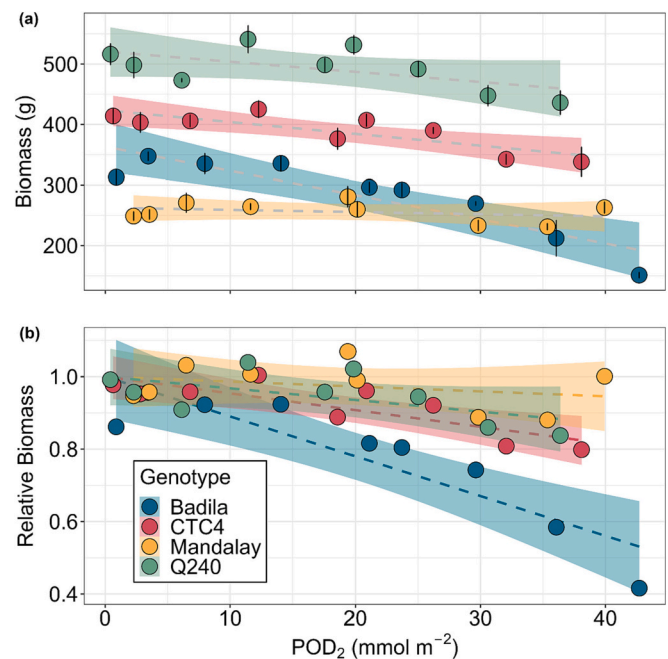 (a)
Biomass (g)
500
400
300
200
(b)
Relative Biomass
1.0
0.8
0.6
0.4
Genotype
Badila
CTC4
Mandalay
Q240
0 10 20 30 40
POD₂ (mmol m⁻²)